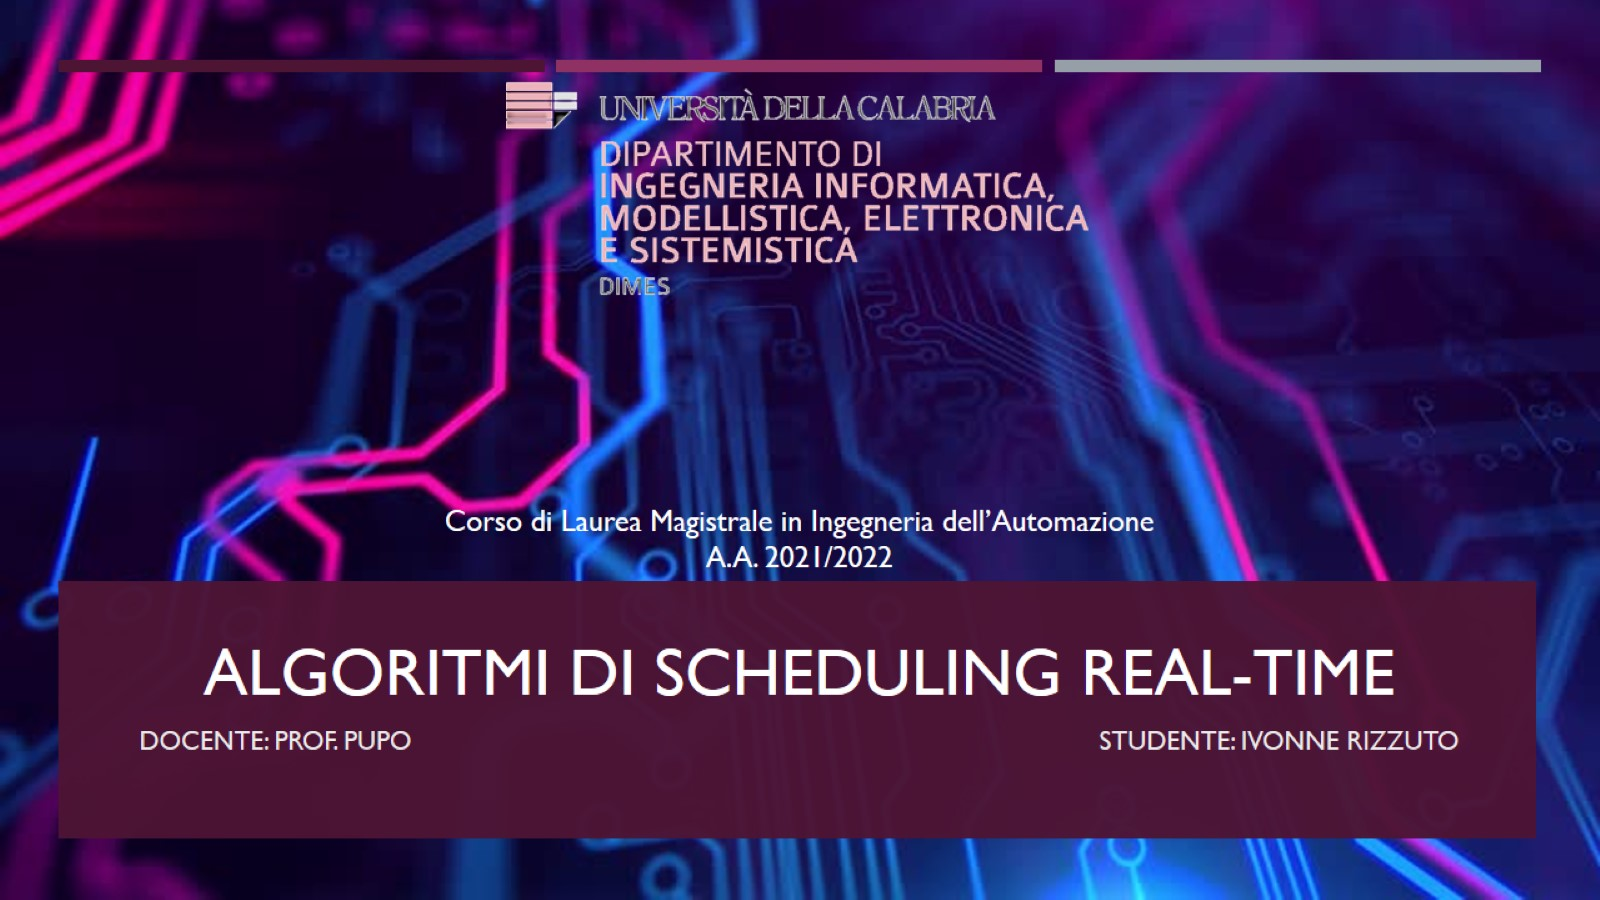 UNIVERSITÀ DELLA CALABRIA
DIPARTIMENTO DI
INGEGNERIA INFORMATICA,
MODELLISTICA, ELETTRONICA
E SISTEMISTICA
DIMES
Corso di Laurea Magistrale in Ingegneria dell'Automazione
A.A. 2021/2022
ALGORITMI DI SCHEDULING REAL-TIME
DOCENTE: PROF. PUPO
STUDENTE: IVONNE RIZZUTO